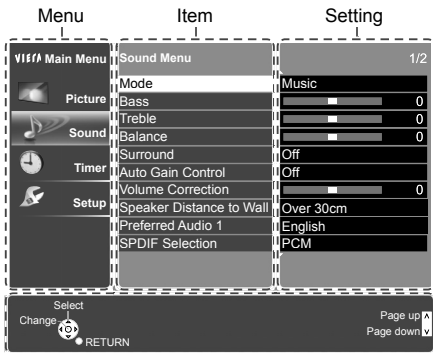 Menu Item Setting
VIErA Main Menu Sound Menu 1/2
Picture
Sound
Timer
Setup
Mode Music
Bass 0
Treble 0
Balance 0
Surround Off
Auto Gain Control Off
Volume Correction 0
Speaker Distance to Wall Over 30cm
Preferred Audio 1 English
SPDIF Selection PCM
Select
Change
RETURN
Page up
Page down